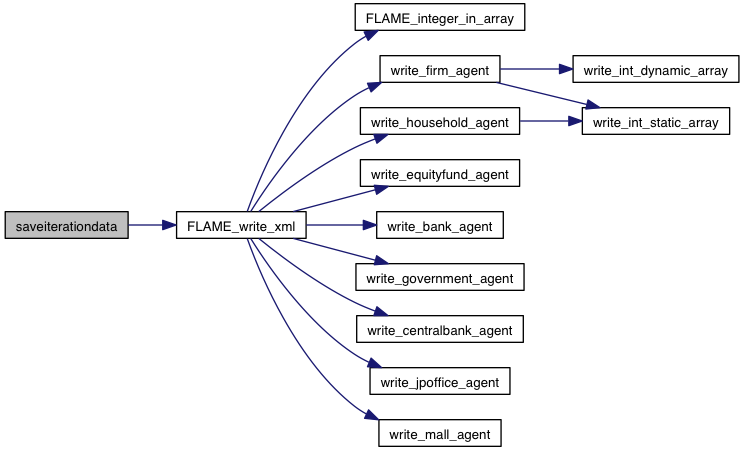 saveiterationdata
FLAME_write_xml
FLAME_integer_in_array
write_firm_agent
write_int_dynamic_array
write_int_static_array
write_household_agent
write_equityfund_agent
write_bank_agent
write_government_agent
write_centralbank_agent
write_jpoffice_agent
write_mall_agent